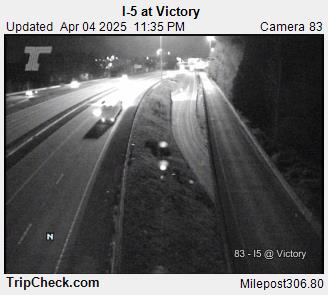 I-5 at Victory
Updated Apr 04 2025 11:35 PM Camera 83
T
N
83 - I5 @ Victory
TripCheck.com Milepost306.80